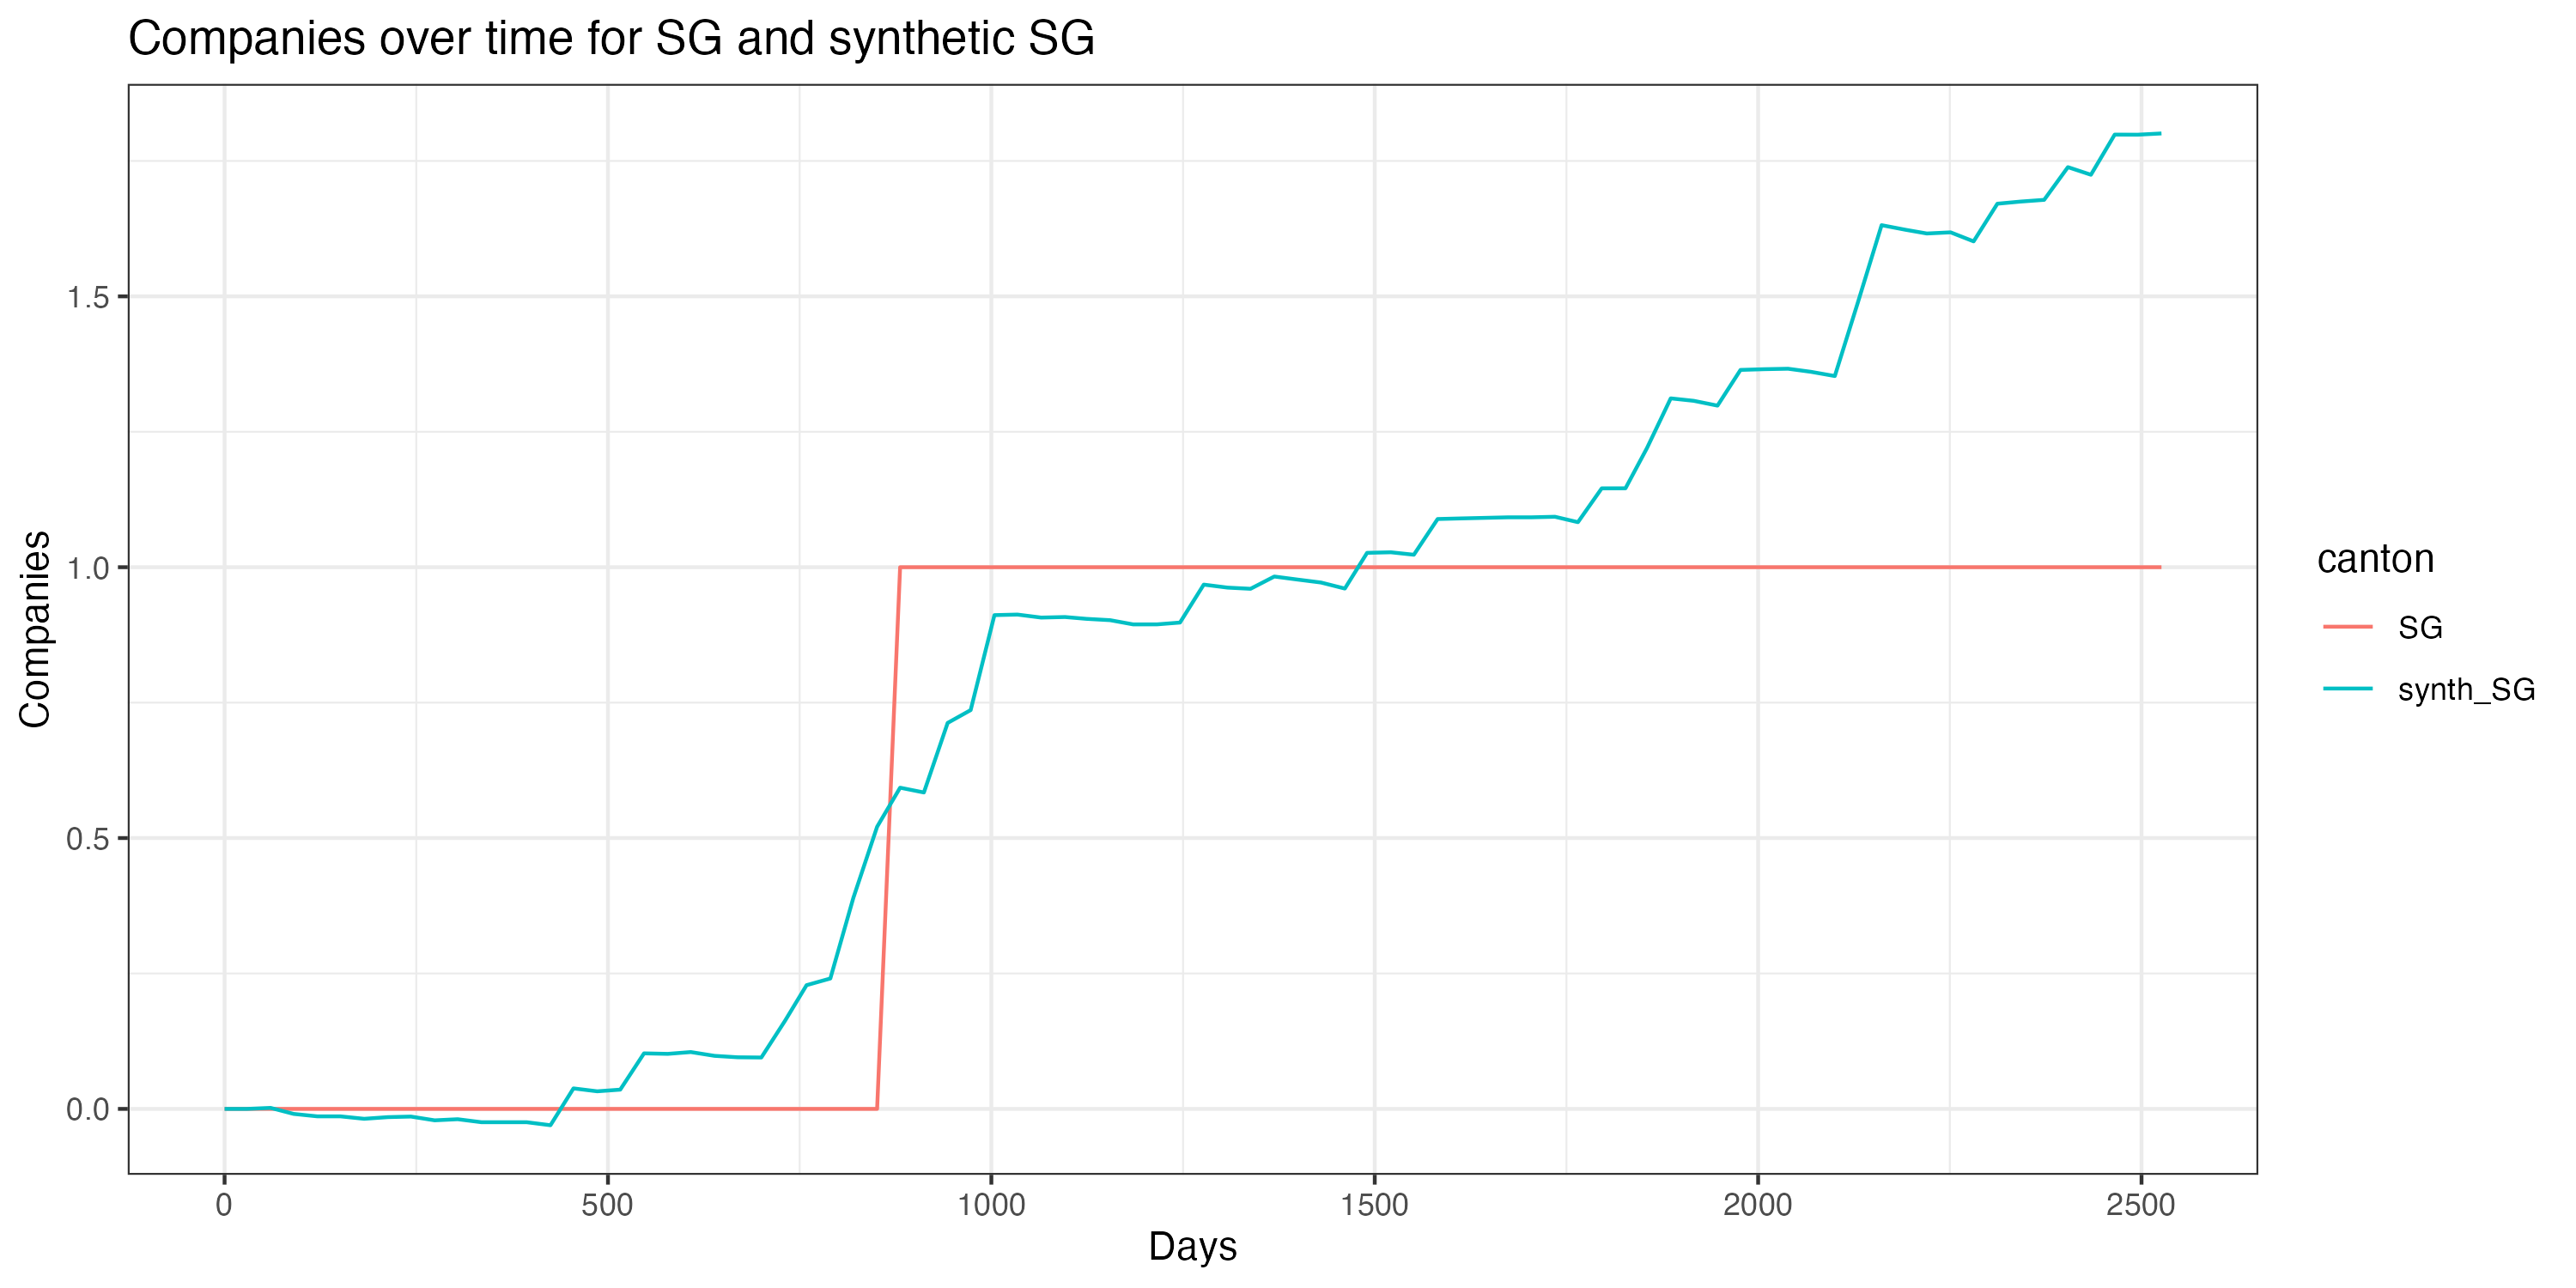 Companies over time for SG and synthetic SG
Companies
1.5
1.0
0.5
0.0
0 500 1000 1500 2000 2500
Days
canton
SG
synth_SG